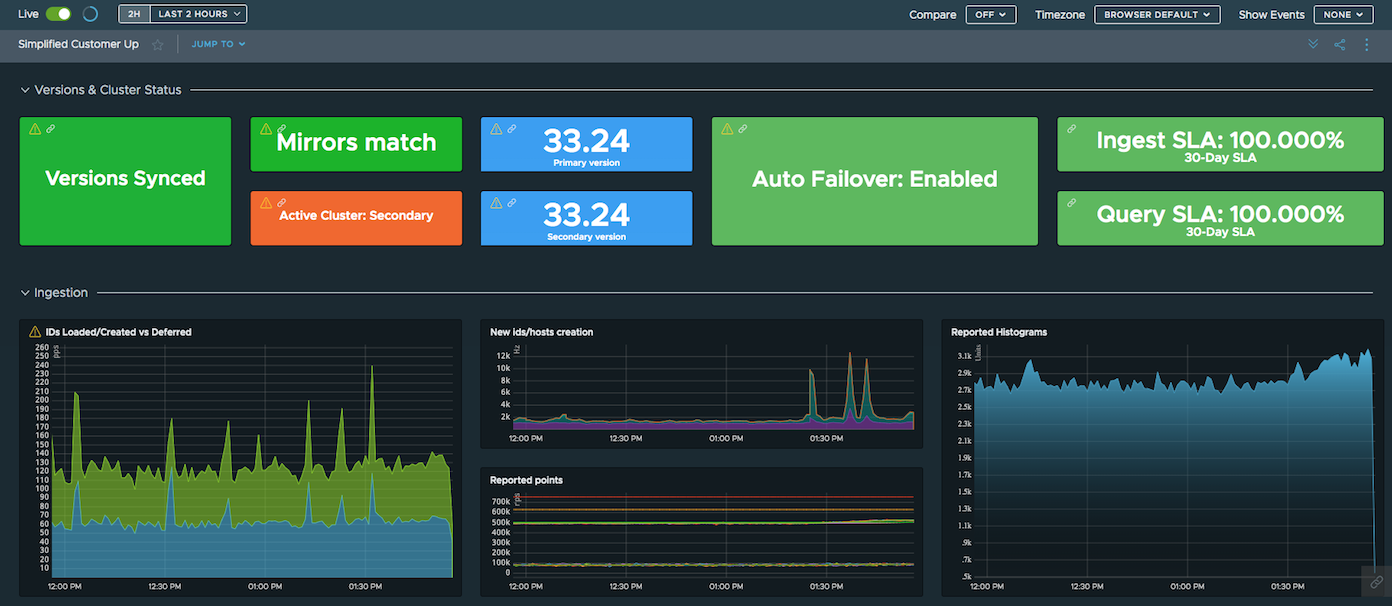 Live 2H LAST 2 HOURS Compare OFF Timezone BROWSER DEFAULT Show Events NONE
Simplified Customer Up JUMP TO
Versions & Cluster Status
Versions Synced
Mirrors match
Active Cluster: Secondary
33.24
Primary version
33.24
Secondary version
Auto Failover: Enabled
Ingest SLA: 100.000%
30-Day SLA
Query SLA: 100.000%
30-Day SLA
Ingestion
IDs Loaded/Created vs Deferred
pps
260
250
240
230
220
210
200
190
180
170
160
150
140
130
120
110
100
90
80
70
60
50
40
30
20
10
12:00 PM 12:30 PM 01:00 PM 01:30 PM
New ids/hosts creation
Hz
12k
10k
8k
6k
4k
2k
12:00 PM 12:30 PM 01:00 PM 01:30 PM
Reported points
rps
700k
600k
500k
400k
300k
200k
100k
0
12:00 PM 12:30 PM 01:00 PM 01:30 PM
Reported Histograms
Units
3.1k
2.9k
2.7k
2.5k
2.3k
2.1k
1.9k
1.7k
1.5k
1.3k
1.1k
.9k
.7k
.5k
12:00 PM 12:30 PM 01:00 PM 01:30 PM